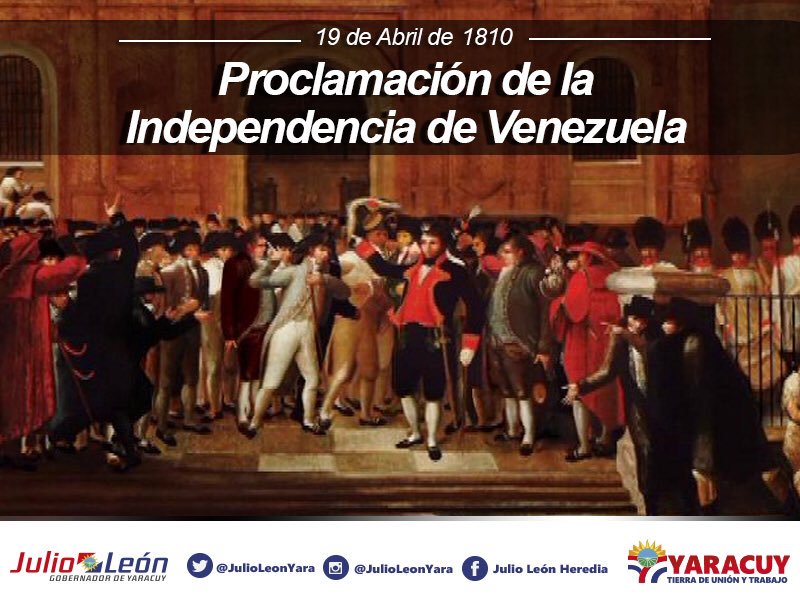 19 de Abril de 1810
Proclamación de la
Independencia de Venezuela
Julio León
GOBERNADOR DE YARACUY
@JulioLeonYara
@JulioLeonYara
Julio León Heredia
YARACUY
TIERRA DE UNIÓN Y TRABAJO